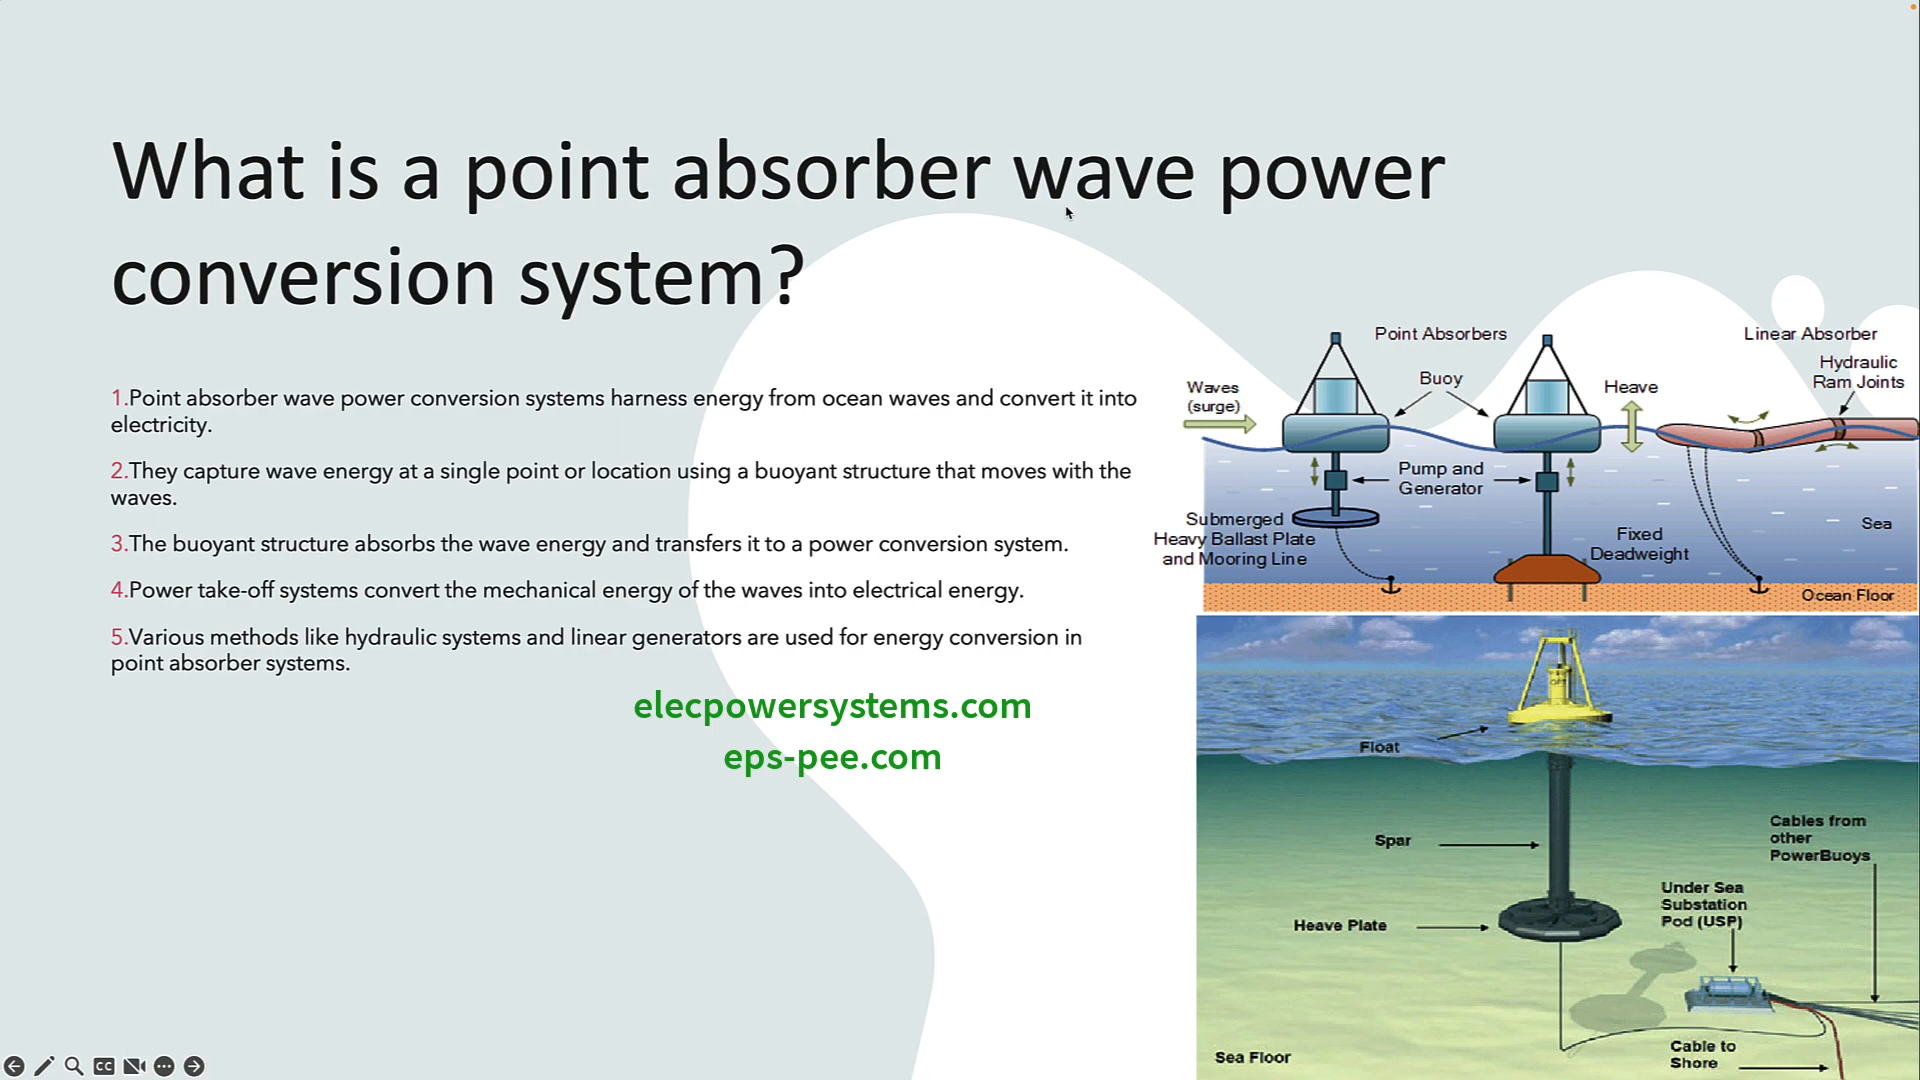 What is a point absorber wave power
conversion system?
1.Point absorber wave power conversion systems harness energy from ocean waves and convert it into
electricity.
2.They capture wave energy at a single point or location using a buoyant structure that moves with the
waves.
3.The buoyant structure absorbs the wave energy and transfers it to a power conversion system.
4.Power take-off systems convert the mechanical energy of the waves into electrical energy.
5.Various methods like hydraulic systems and linear generators are used for energy conversion in
point absorber systems.
elecpowersystems.com
eps-pee.com
Point Absorbers
Linear Absorber
Hydraulic
Ram Joints
Waves
(surge)
Buoy
Heave
Pump and
Generator
Submerged
Heavy Ballast Plate
and Mooring Line
Fixed
Deadweight
Sea
Ocean Floor
OPT
Float
Spar
Cables from
other
PowerBuoys
Under Sea
Substation
Pod (USP)
Heave Plate
Cable to
Shore
Sea Floor
CC